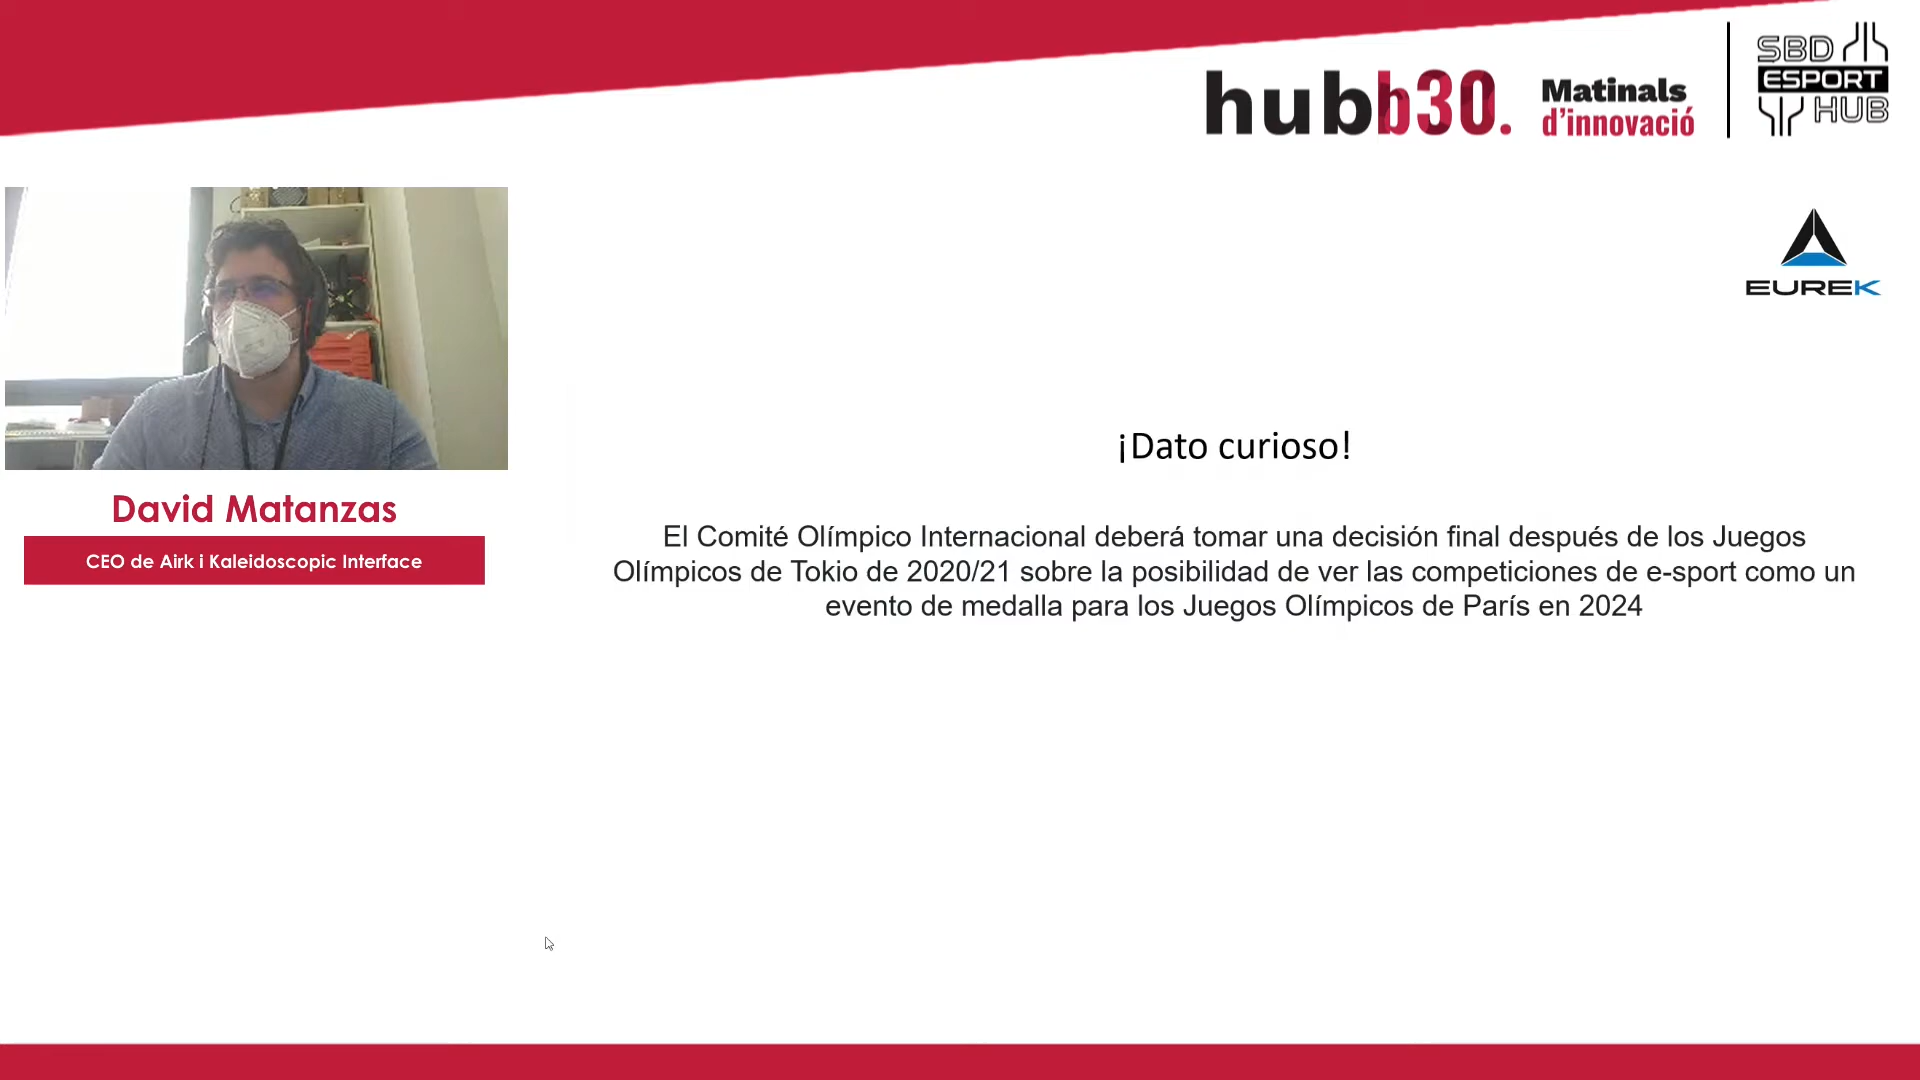 hubb30.
Matinals
d'innovació
SBD
ESPORT
HUB
EUREK
David Matanzas
CEO de Airk i Kaleidoscopic Interface
¡Dato curioso!
El Comité Olímpico Internacional deberá tomar una decisión final después de los Juegos
Olímpicos de Tokio de 2020/21 sobre la posibilidad de ver las competiciones de e-sport como un
evento de medalla para los Juegos Olímpicos de París en 2024